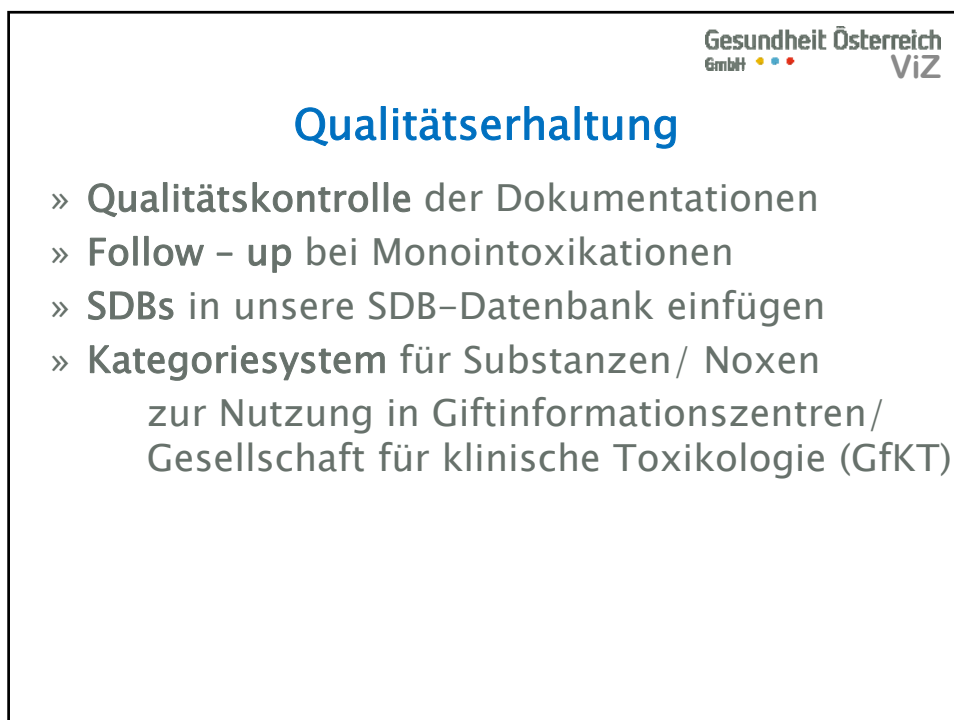 Gesundheit Österreich
GmbH
ViZ
Qualitätserhaltung
» Qualitätskontrolle der Dokumentationen
» Follow – up bei Monointoxikationen
» SDBs in unsere SDB-Datenbank einfügen
» Kategoriesystem für Substanzen/ Noxen
zur Nutzung in Giftinformationszentren/
Gesellschaft für klinische Toxikologie (GfKT)